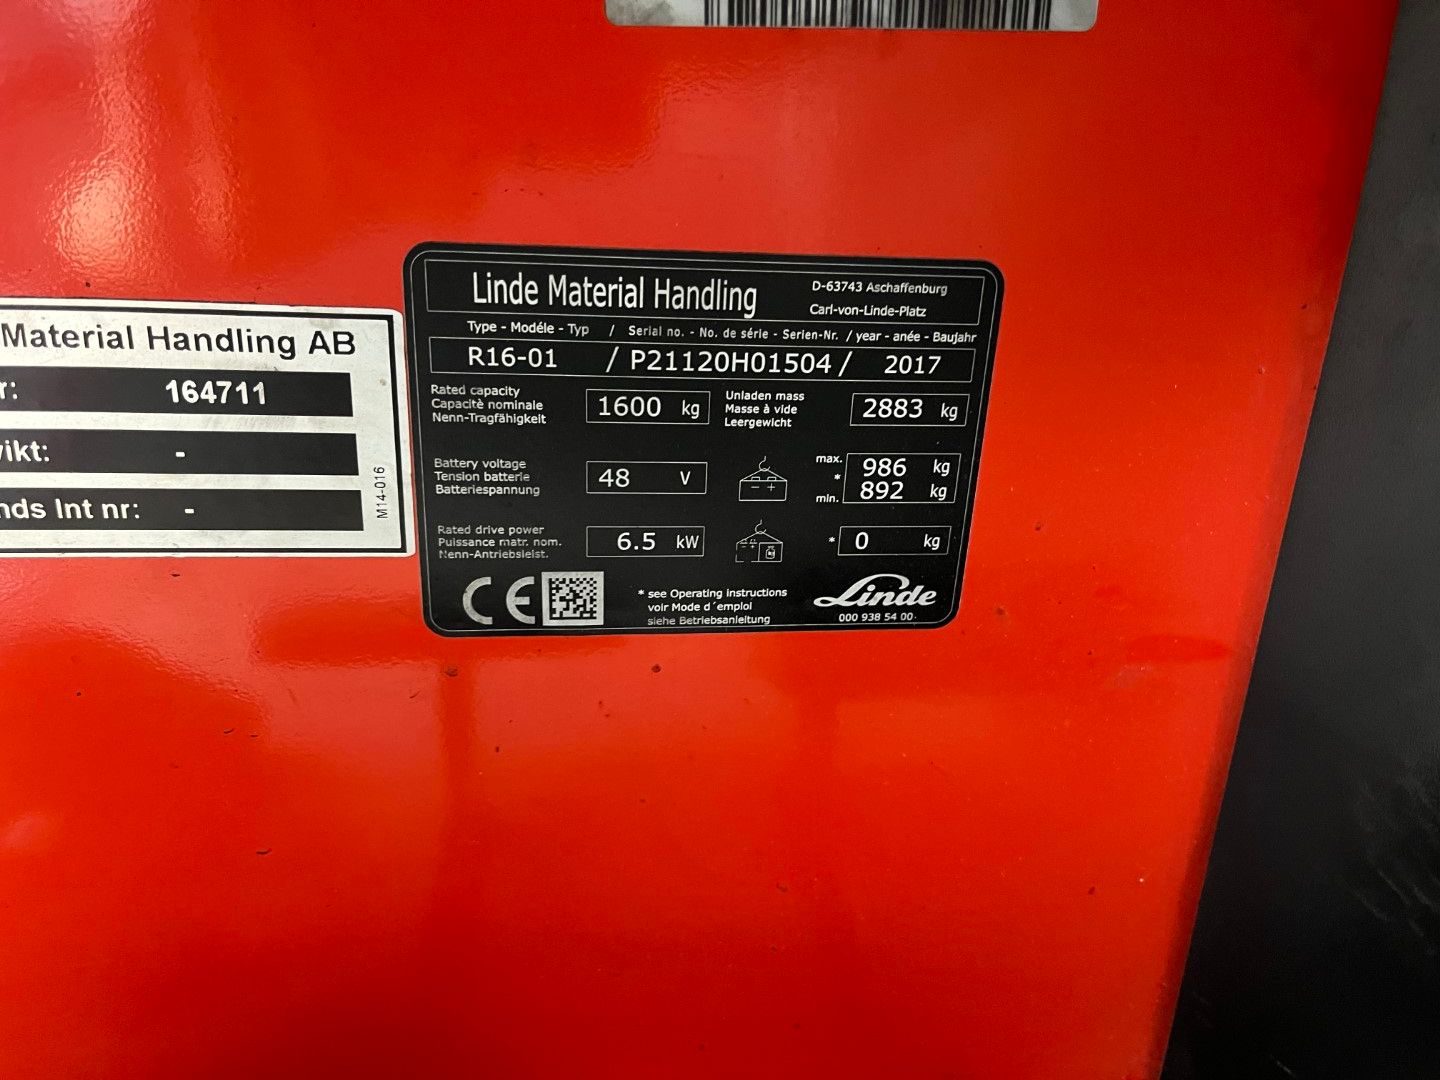 Material Handling AB
r:
164711
ikt:
-
nds Int nr:
-
M14-016
Linde Material Handling
D-63743 Aschaffenburg
Carl-von-Linde-Platz
Type - Modéle - Typ / Serial no. - No. de série - Serien-Nr. / year - anée - Baujahr
R16-01 / P21120H01504 / 2017
Rated capacity
Capacitè nominale
Nenn-Tragfähigkeit
1600 kg
Unladen mass
Masse à vide
Leergewicht
2883 kg
Battery voltage
Tension batterie
Batteriespannung
48 V
max. 986 kg
*
min. 892 kg
Rated drive power
Puissance matr. nom.
Nenn-Antriebsleist.
6.5 kW
* 0 kg
CE
* see Operating instructions
voir Mode d´emploi
siehe Betriebsanleitung
Linde
000 938 54 00